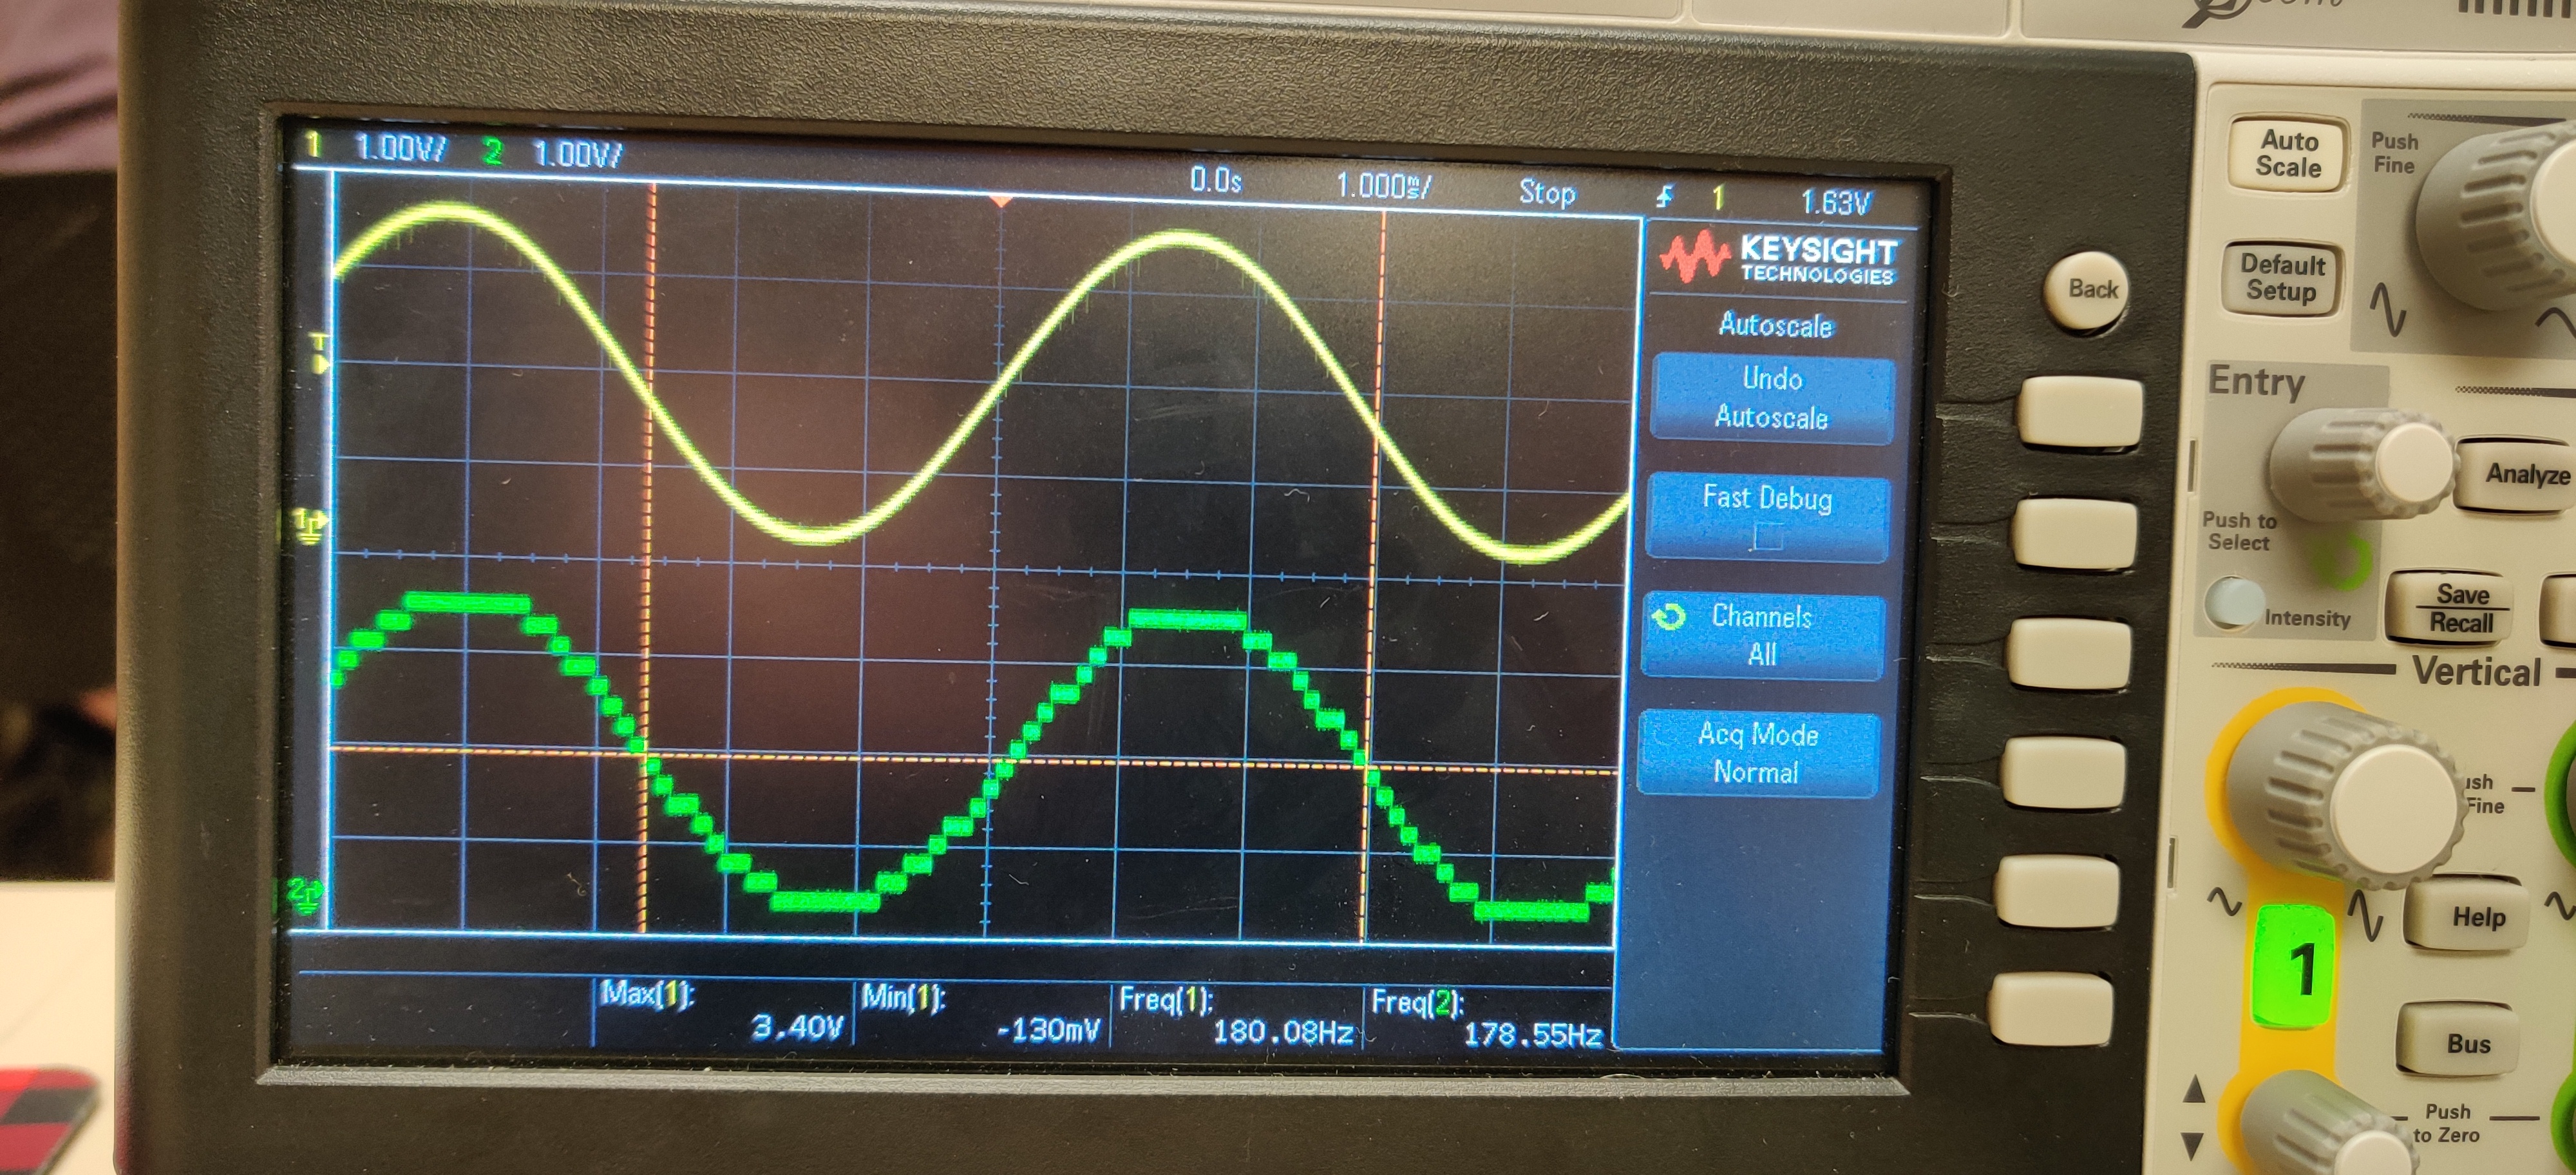 1 1.00V/ 2 1.00V/ 0.0s 1.000ms/ Stop 1 1.63V
KEYSIGHT
TECHNOLOGIES
Autoscale
Undo
Autoscale
Fast Debug
Channels
All
Acq Mode
Normal
T
1
2
Max(1):
3.40V
Min(1):
-130mV
Freq(1):
180.08Hz
Freq(2):
178.55Hz
Back
Auto
Scale
Push
Fine
Default
Setup
Entry
Analyze
Push to
Select
Intensity
Save
Recall
Vertical
Fine
1
Help
Bus
Push
to Zero